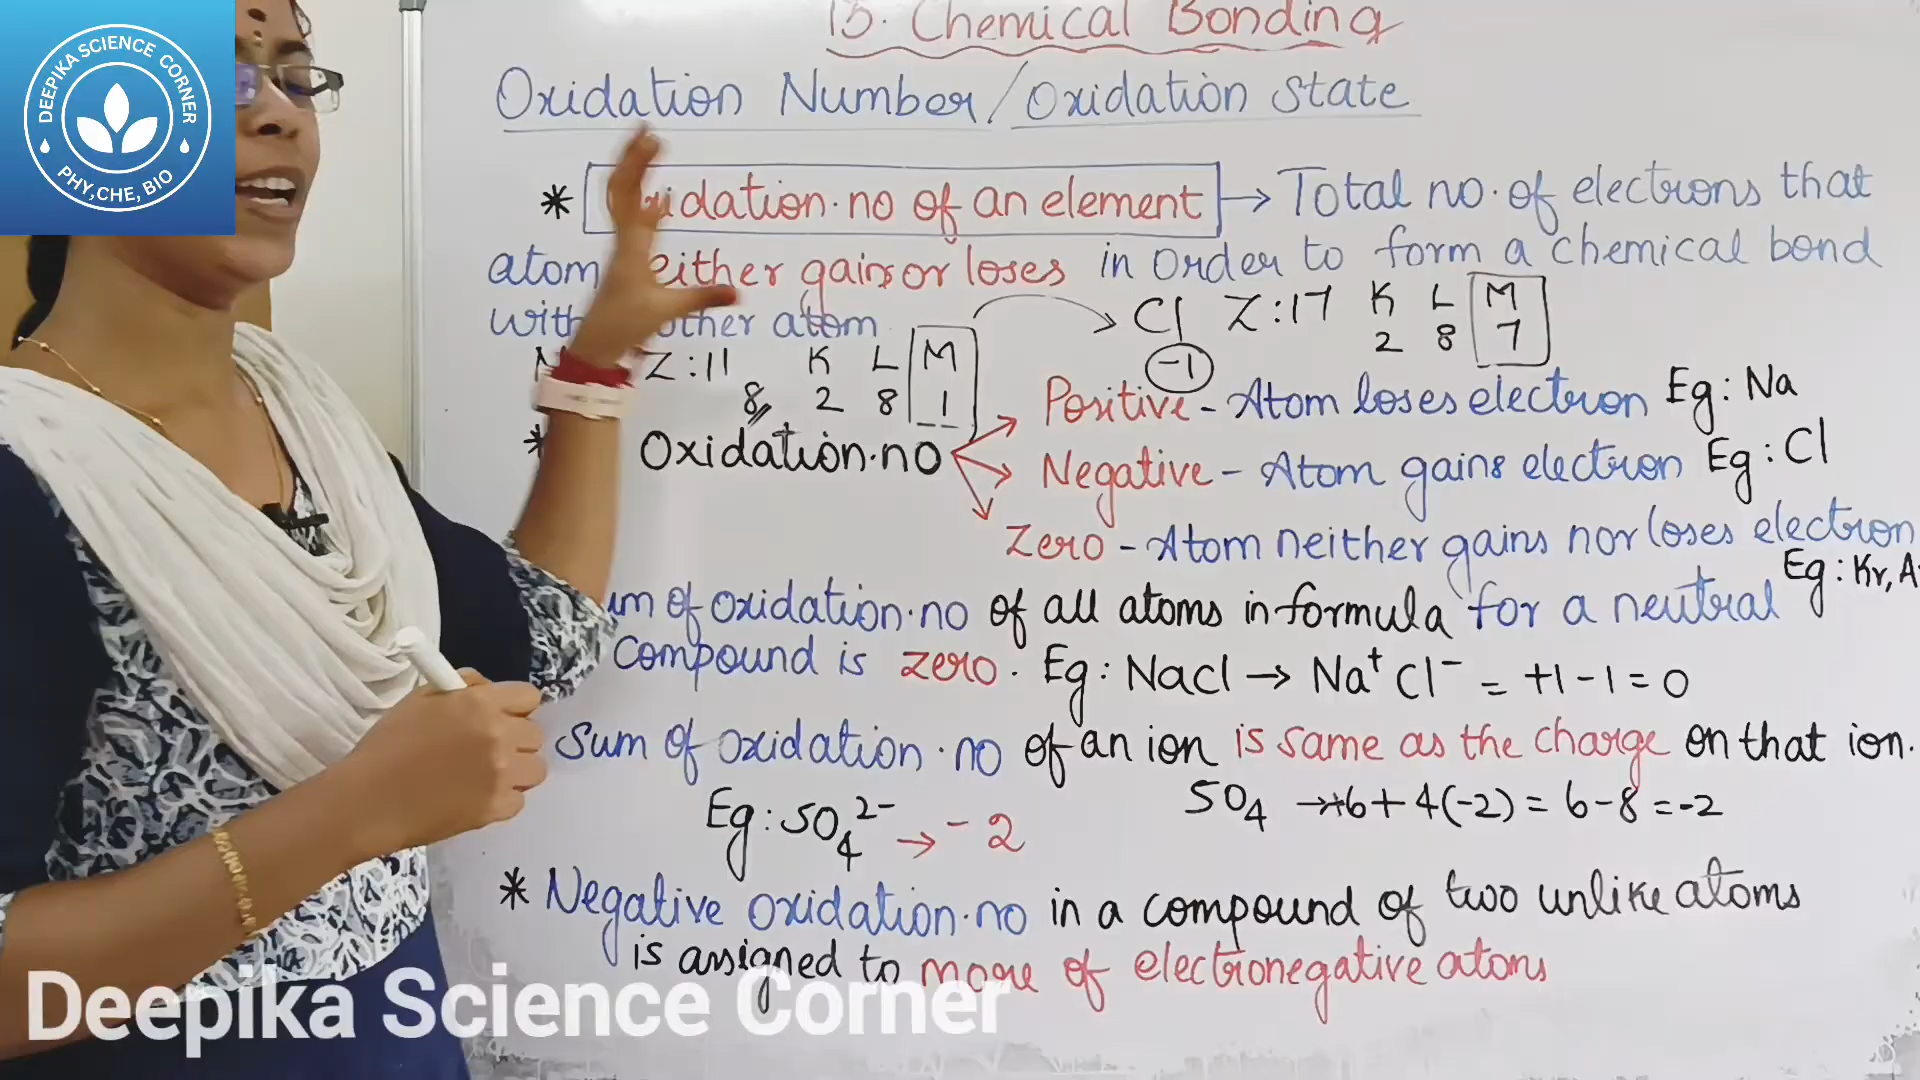 DEEPIKA SCIENCE CORNER
PHY, CHE, BIO
13. Chemical Bonding
Oxidation Number/Oxidation State
* Oxidation.no of an element → Total no.of electrons that
atom either gains or loses in order to form a chemical bond
with other atom
Cl Z:17 K L M
2 8 7
-1
Z:11 K L M
8, 2 8 1
* Oxidation.no
Positive - Atom loses electron Eg: Na
Negative - Atom gains electron Eg: Cl
Zero - Atom neither gains nor loses electron
Eg: Kr, A
um of oxidation.no of all atoms in formula for a neutral
compound is zero. Eg: Nacl → Na⁺ Cl⁻ = +1-1=0
Sum of oxidation.no of an ion is same as the charge on that ion.
Eg: SO₄²⁻ → -2
SO₄ → +6+4(-2) = 6-8 = -2
* Negative oxidation.no in a compound of two unlike atoms
is assigned to more of electronegative atoms
Deepika Science Corner